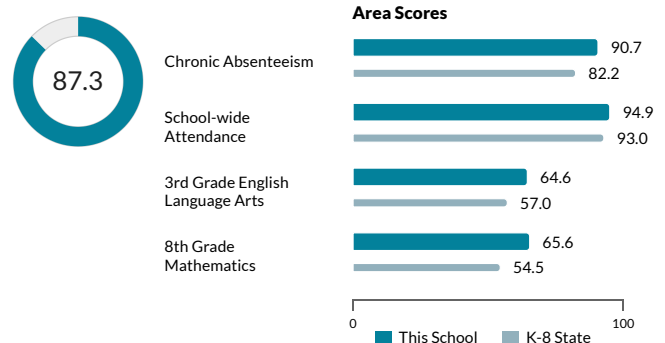 Area Scores
87.3
Chronic Absenteeism
90.7
82.2
School-wide
Attendance
94.9
93.0
3rd Grade English
Language Arts
64.6
57.0
8th Grade
Mathematics
65.6
54.5
0
100
This School
K-8 State